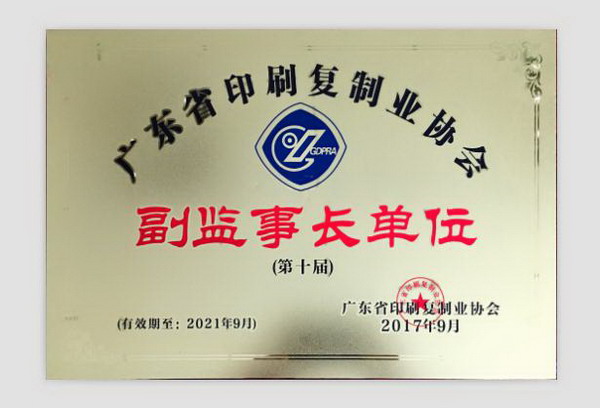 广东省印刷复制业协会
GDPRA
副监事长单位
(第十届)
(有效期至：2021年9月)
广东省印刷复制业协会
2017年9月